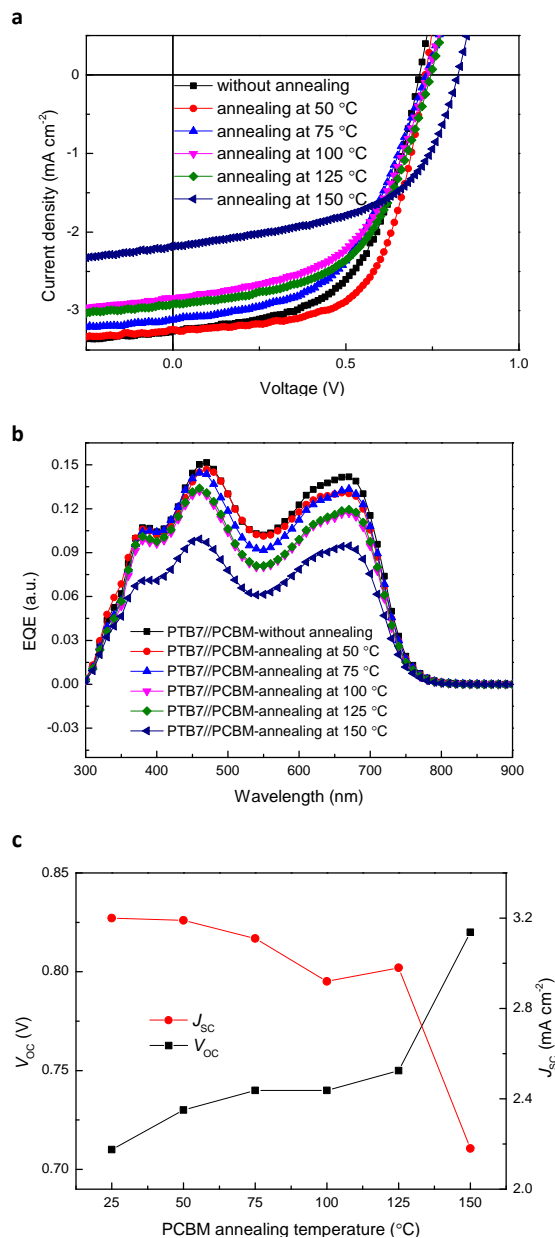 a
0
-1
-2
-3
Current density (mA cm-2)
without annealing
annealing at 50 °C
annealing at 75 °C
annealing at 100 °C
annealing at 125 °C
annealing at 150 °C
0.0
0.5
1.0
Voltage (V)
b
0.15
0.12
0.09
0.06
0.03
0.00
-0.03
EQE (a.u.)
PTB7//PCBM-without annealing
PTB7//PCBM-annealing at 50 °C
PTB7//PCBM-annealing at 75 °C
PTB7//PCBM-annealing at 100 °C
PTB7//PCBM-annealing at 125 °C
PTB7//PCBM-annealing at 150 °C
300 400 500 600 700 800 900
Wavelength (nm)
c
0.85
0.80
0.75
0.70
VOC (V)
JSC
VOC
3.2
2.8
2.4
2.0
JSC (mA cm-2)
25 50 75 100 125 150
PCBM annealing temperature (°C)